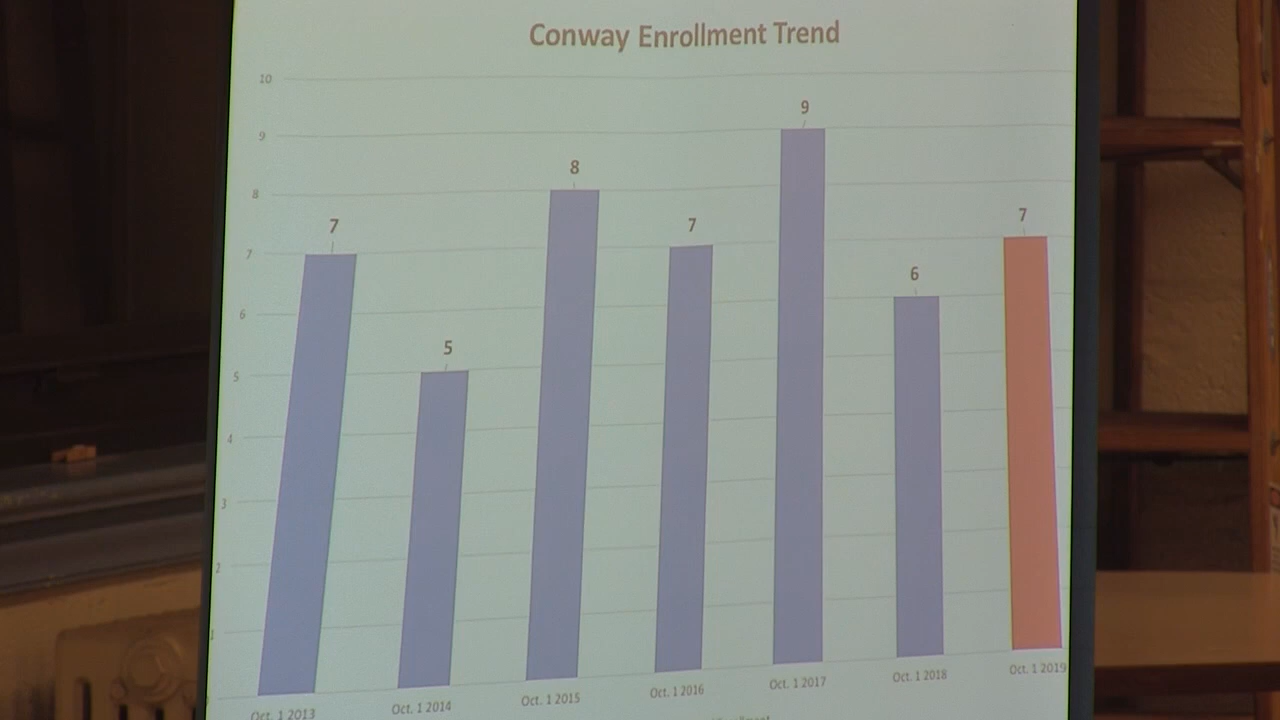 Conway Enrollment Trend
10
9
8
7
6
5
4
3
2
1
7
5
8
7
9
6
7
Oct. 1 2013
Oct. 1 2014
Oct. 1 2015
Oct. 1 2016
Oct. 1 2017
Oct. 1 2018
Oct. 1 2019